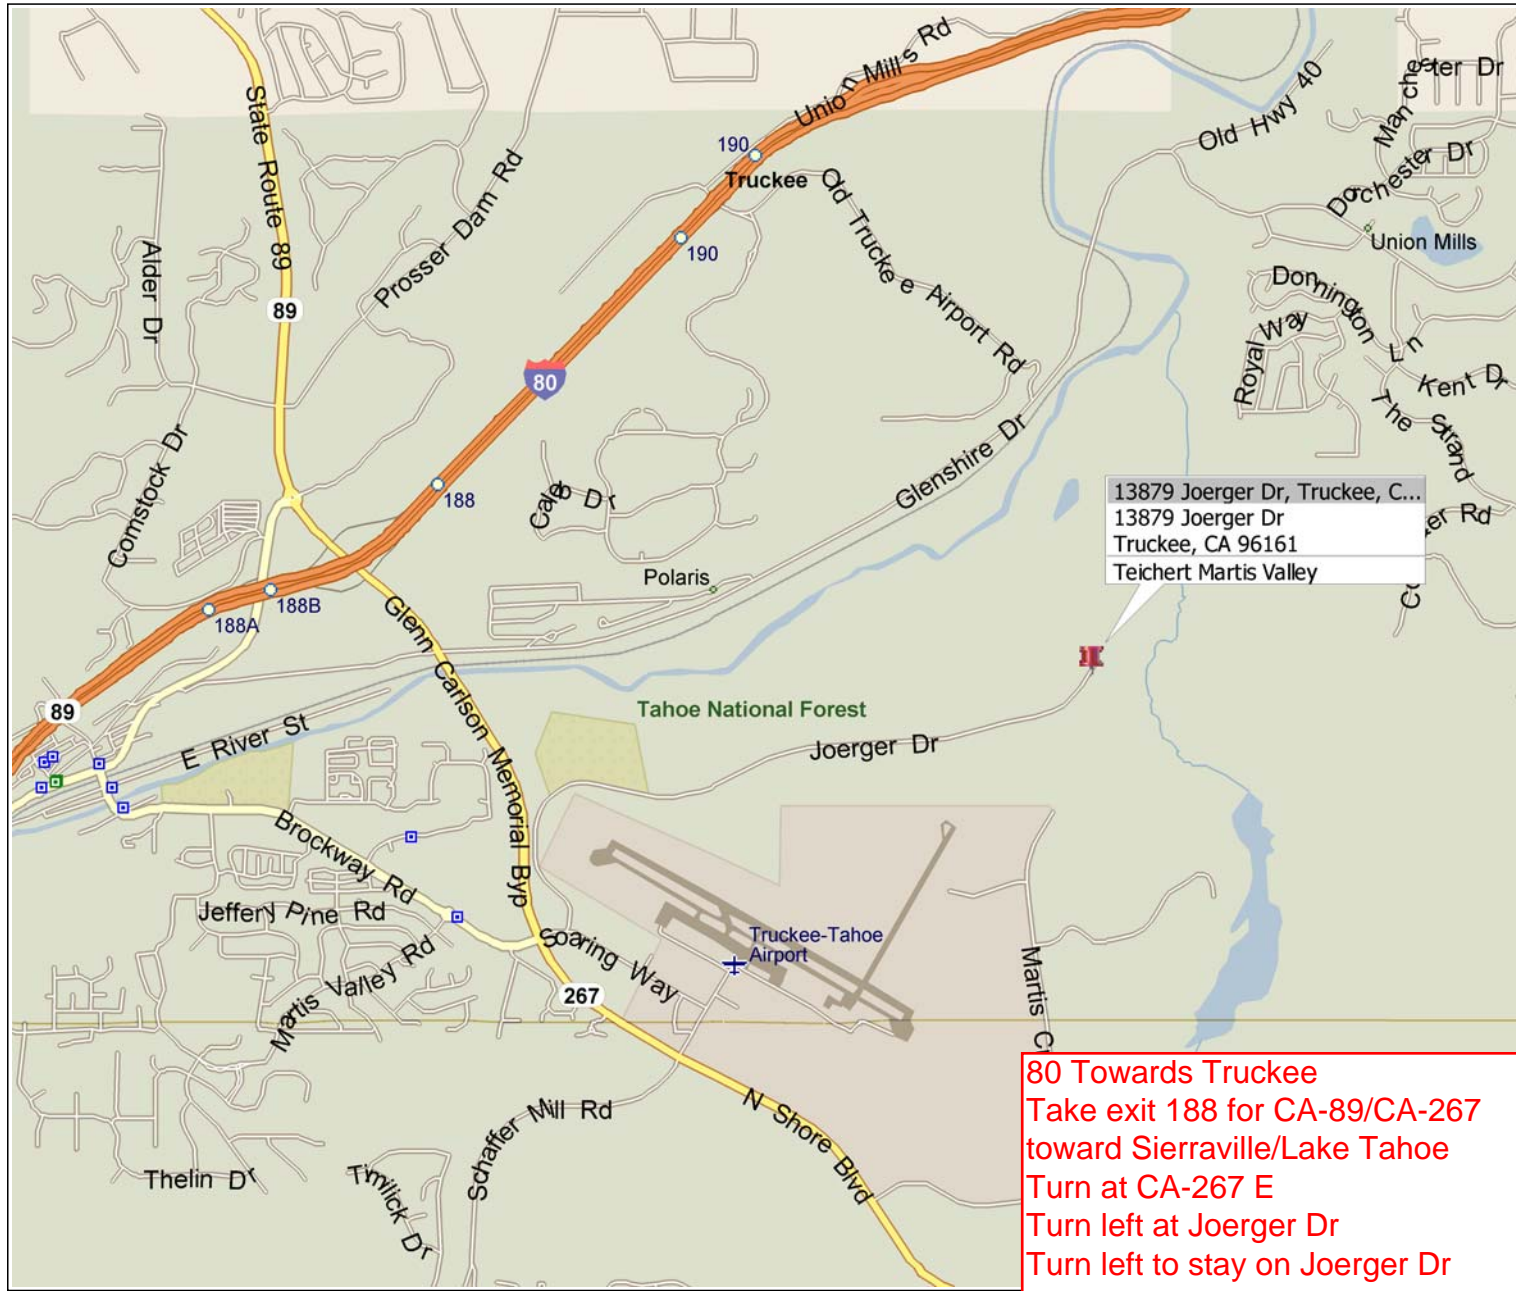 Union Mills Rd
State Route 89
190
Truckee
Old Hwy 40
Manchester Dr
Dorchester Dr
Union Mills
Prosser Dam Rd
Alder Dr
190
Old Truckee Airport Rd
89
80
Donnington Ln
Royal Way
Kent Dr
The Strand
Comstock Dr
188
Caleb Dr
Glenshire Dr
13879 Joerger Dr, Truckee, C...
13879 Joerger Dr
Truckee, CA 96161
Teichert Martis Valley
Polaris
188B
188A
Glenn Carlson Memorial Byp
89
E River St
Tahoe National Forest
Joerger Dr
Brockway Rd
Jeffery Pine Rd
Martis Valley Rd
Soaring Way
Truckee-Tahoe
Airport
267
Martis
N Shore Blvd
Schaffer Mill Rd
Thelin Dr
Timilick Dr
80 Towards Truckee
Take exit 188 for CA-89/CA-267
toward Sierraville/Lake Tahoe
Turn at CA-267 E
Turn left at Joerger Dr
Turn left to stay on Joerger Dr